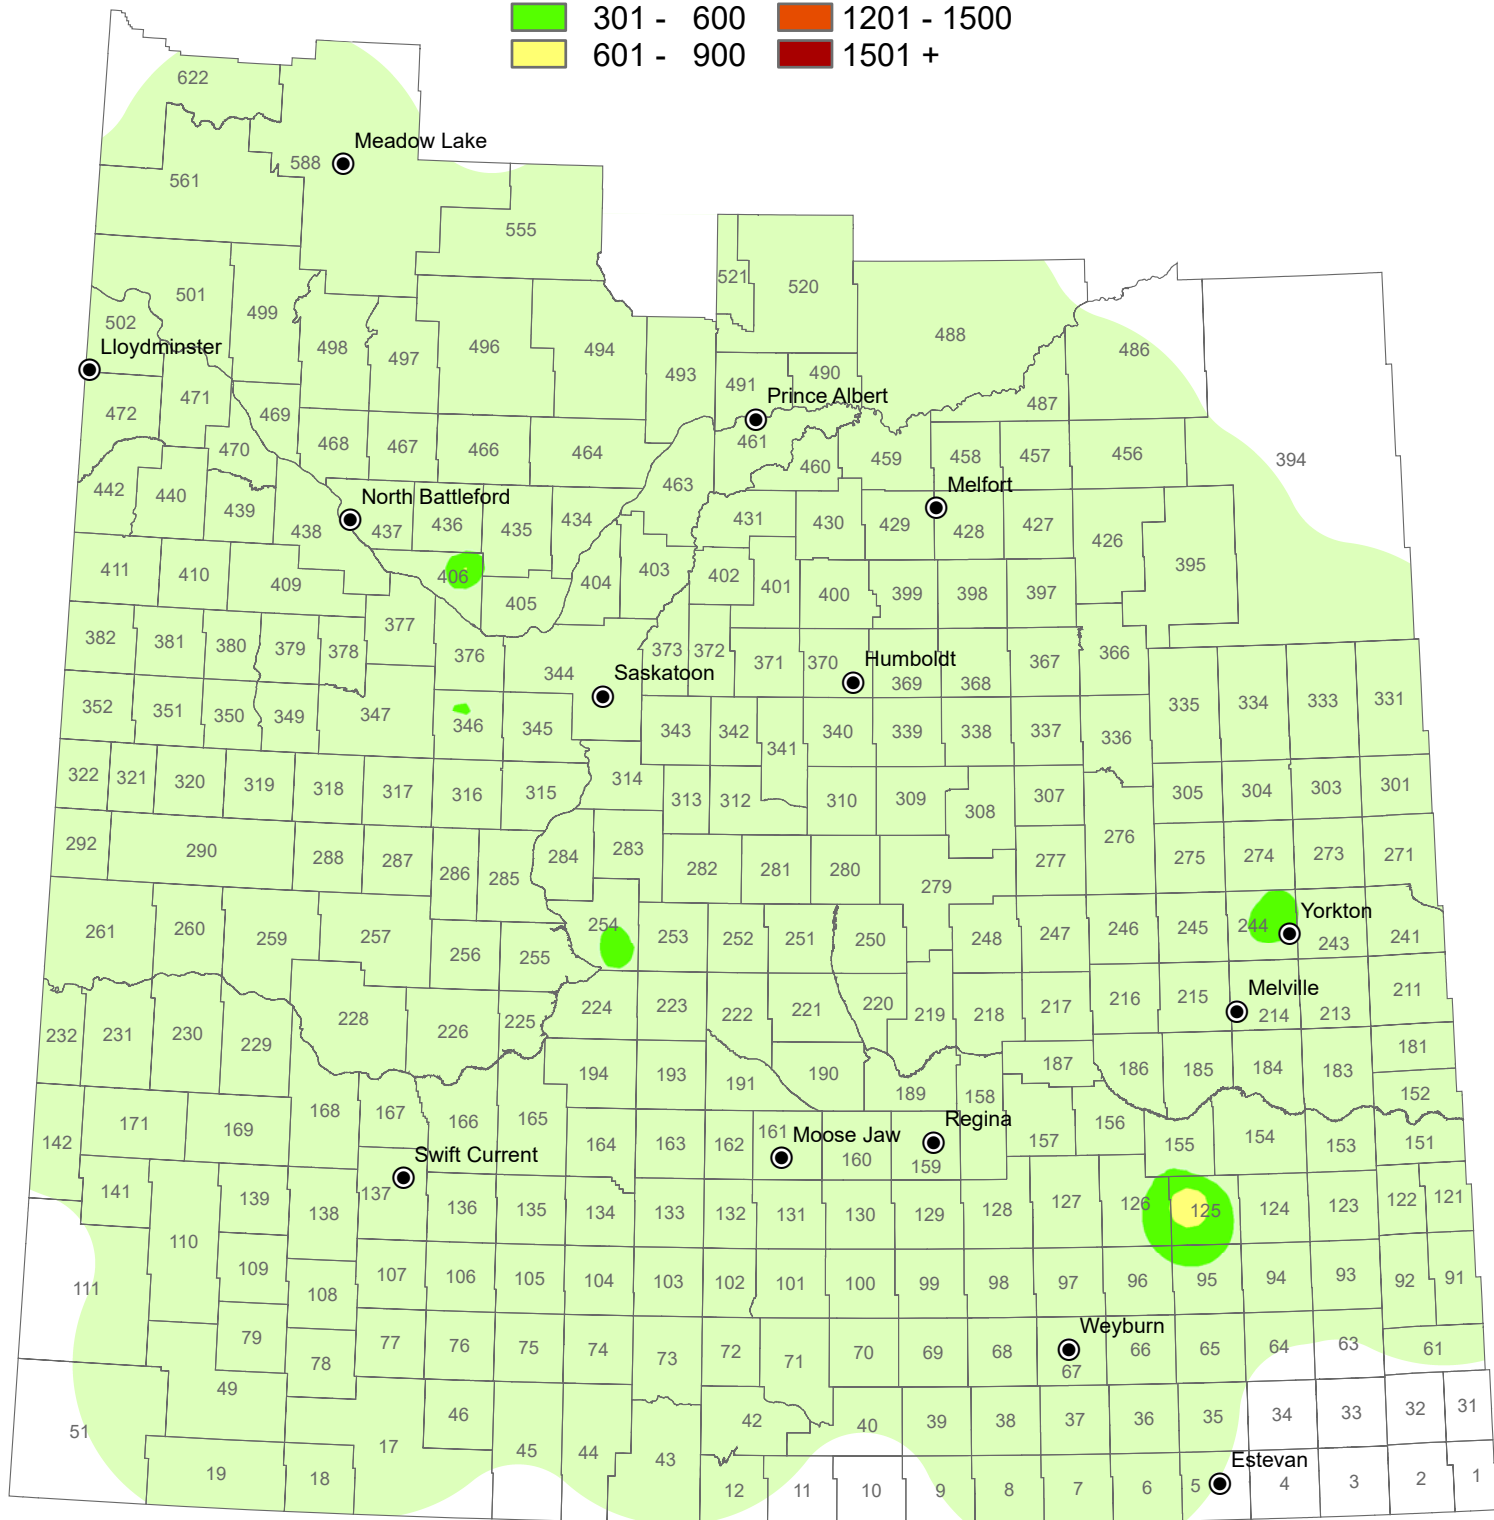 301 - 600 1201 - 1500
601 - 900 1501 +
622
Meadow Lake
588
561
555
521 520
501
499
502
488
486
Lloydminster
498 497 496 494
493 491 490
471
472
469
Prince Albert
487
470 468 467 466 464
461
460 459 458 457 456
394
463
442 440 439
North Battleford
Melfort
438 437 436 435 434
431 430 429 428 427
426
395
411 410 409
406
405 404 403 402 401 400 399 398 397
377
382 381 380 379 378
376
344
Saskatoon
373 372 371 370
Humboldt
369 368 367 366
352 351 350 349 347 346 345
343 342 341 340 339 338 337 336
335 334 333 331
322 321 320 319 318 317 316 315
314
313 312 310 309 308 307
305 304 303 301
292 290 288 287 286 285 284 283
282 281 280 279 277 276
275 274 273 271
261 260 259 257 256 255
254 253 252 251 250 248 247 246 245 244
Yorkton
243 241
232 231 230 229 228 226 225
224 223 222 221 220 219 218 217 216 215
Melville
214 213 211
194 193 191 190 189 187 186 185 184 183 181
158
152
142 171 169 168 167 166 165
164 163 162 161
Moose Jaw
160
Regina
159
157 156 155 154 153 151
Swift Current
141 139 138 137 136 135 134 133 132 131 130 129 128 127 126 125 124 123 122 121
111 110 109 108 107 106 105 104 103 102 101 100 99 98 97 96 95 94 93 92 91
79 78 77 76 75 74 73 72 71 70 69 68
Weyburn
67
66 65 64 63 61
51 49
46
17
45 44 43 42 40 39 38 37 36 35 34 33 32 31
19 18
12 11 10 9 8 7 6 5
Estevan
4 3 2 1